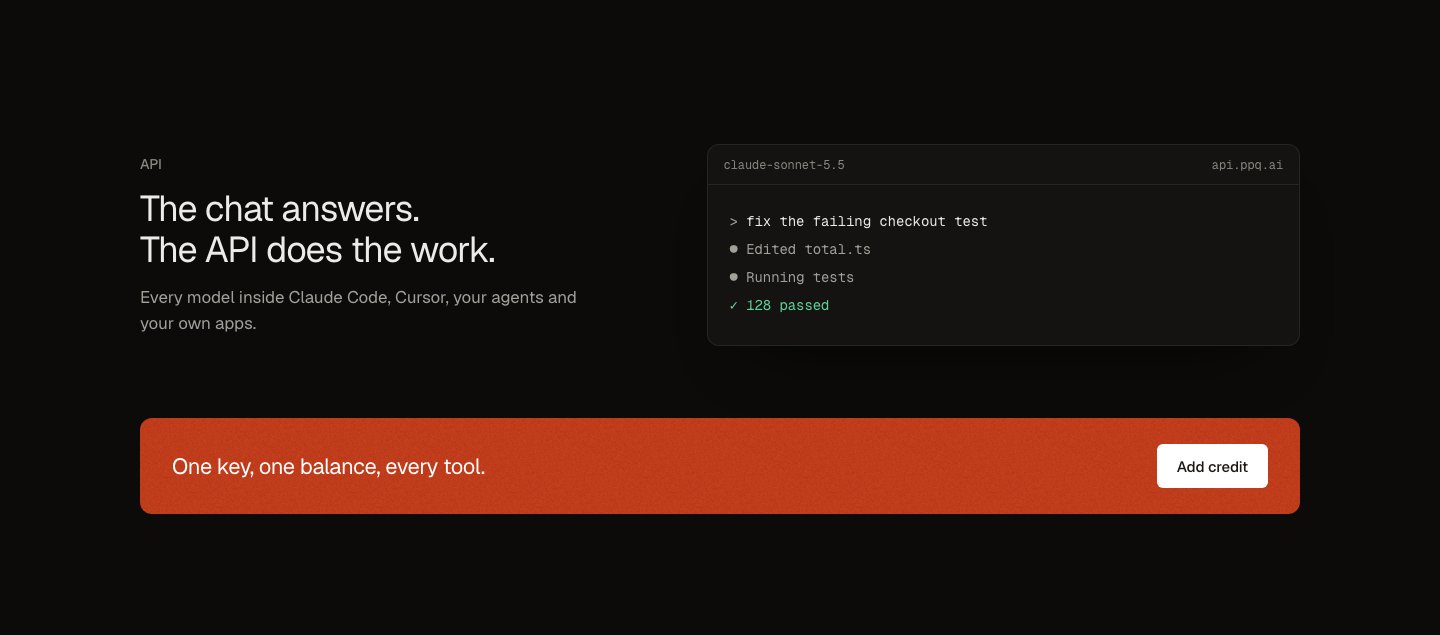 API
The chat answers.
The API does the work.
Every model inside Claude Code, Cursor, your agents and
your own apps.
claude-sonnet-5.5
api.ppq.ai
> fix the failing checkout test
● Edited total.ts
● Running tests
✓ 128 passed
One key, one balance, every tool.
Add credit